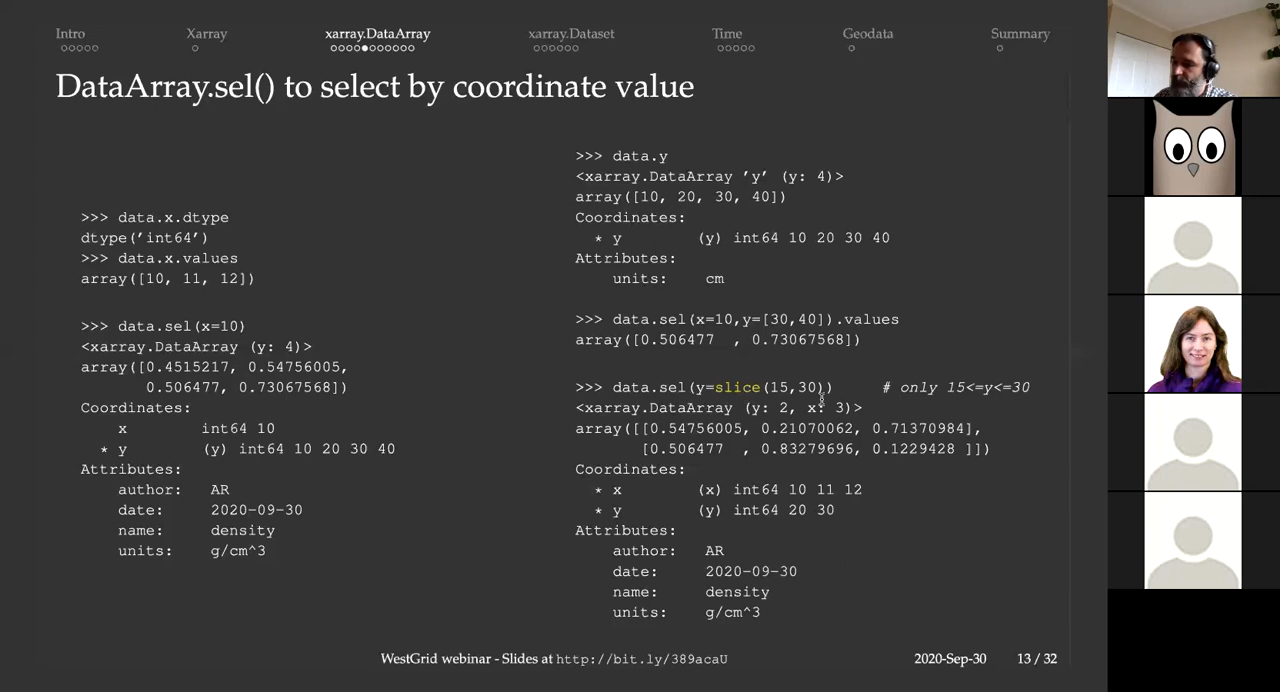 Intro Xarray xarray.DataArray xarray.Dataset Time Geodata Summary
DataArray.sel() to select by coordinate value
>>> data.x.dtype
dtype('int64')
>>> data.x.values
array([10, 11, 12])
>>> data.sel(x=10)
<xarray.DataArray (y: 4)>
array([0.4515217, 0.54756005,
0.506477, 0.73067568])
Coordinates:
x int64 10
* y (y) int64 10 20 30 40
Attributes:
author: AR
date: 2020-09-30
name: density
units: g/cm^3
>>> data.y
<xarray.DataArray 'y' (y: 4)>
array([10, 20, 30, 40])
Coordinates:
* y (y) int64 10 20 30 40
Attributes:
units: cm
>>> data.sel(x=10,y=[30,40]).values
array([0.506477 , 0.73067568])
>>> data.sel(y=slice(15,30)) # only 15<=y<=30
<xarray.DataArray (y: 2, x: 3)>
array([[0.54756005, 0.21070062, 0.71370984],
[0.506477 , 0.83279696, 0.1229428 ]])
Coordinates:
* x (x) int64 10 11 12
* y (y) int64 20 30
Attributes:
author: AR
date: 2020-09-30
name: density
units: g/cm^3
WestGrid webinar - Slides at http://bit.ly/389acaU 2020-Sep-30 13 / 32